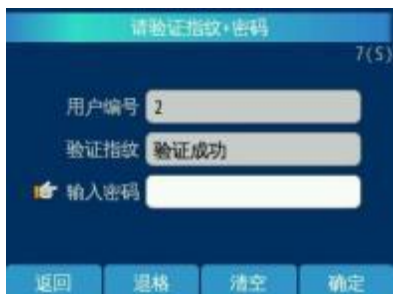 请验证指纹+密码
7(S)
用户编号 2
验证指纹 验证成功
输入密码
返回 退格 清空 确定